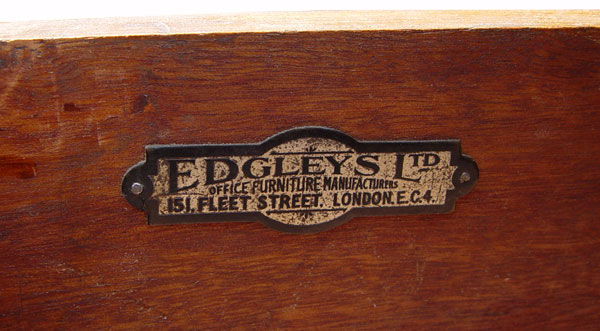 EDGLEYS LTD
OFFICE FURNITURE MANUFACTURERS
151, FLEET STREET. LONDON. E.C.4.